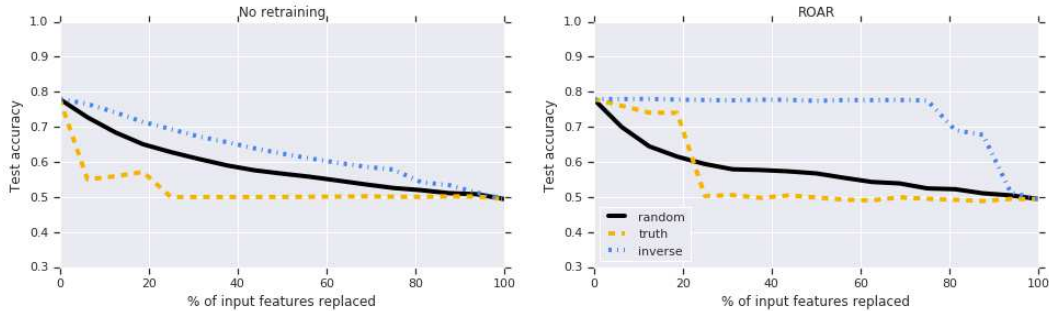 No retraining
1.0
0.9
0.8
0.7
0.6
0.5
0.4
0.3
Test accuracy
0 20 40 60 80 100
% of input features replaced
ROAR
1.0
0.9
0.8
0.7
0.6
0.5
0.4
0.3
Test accuracy
random
truth
inverse
0 20 40 60 80 100
% of input features replaced